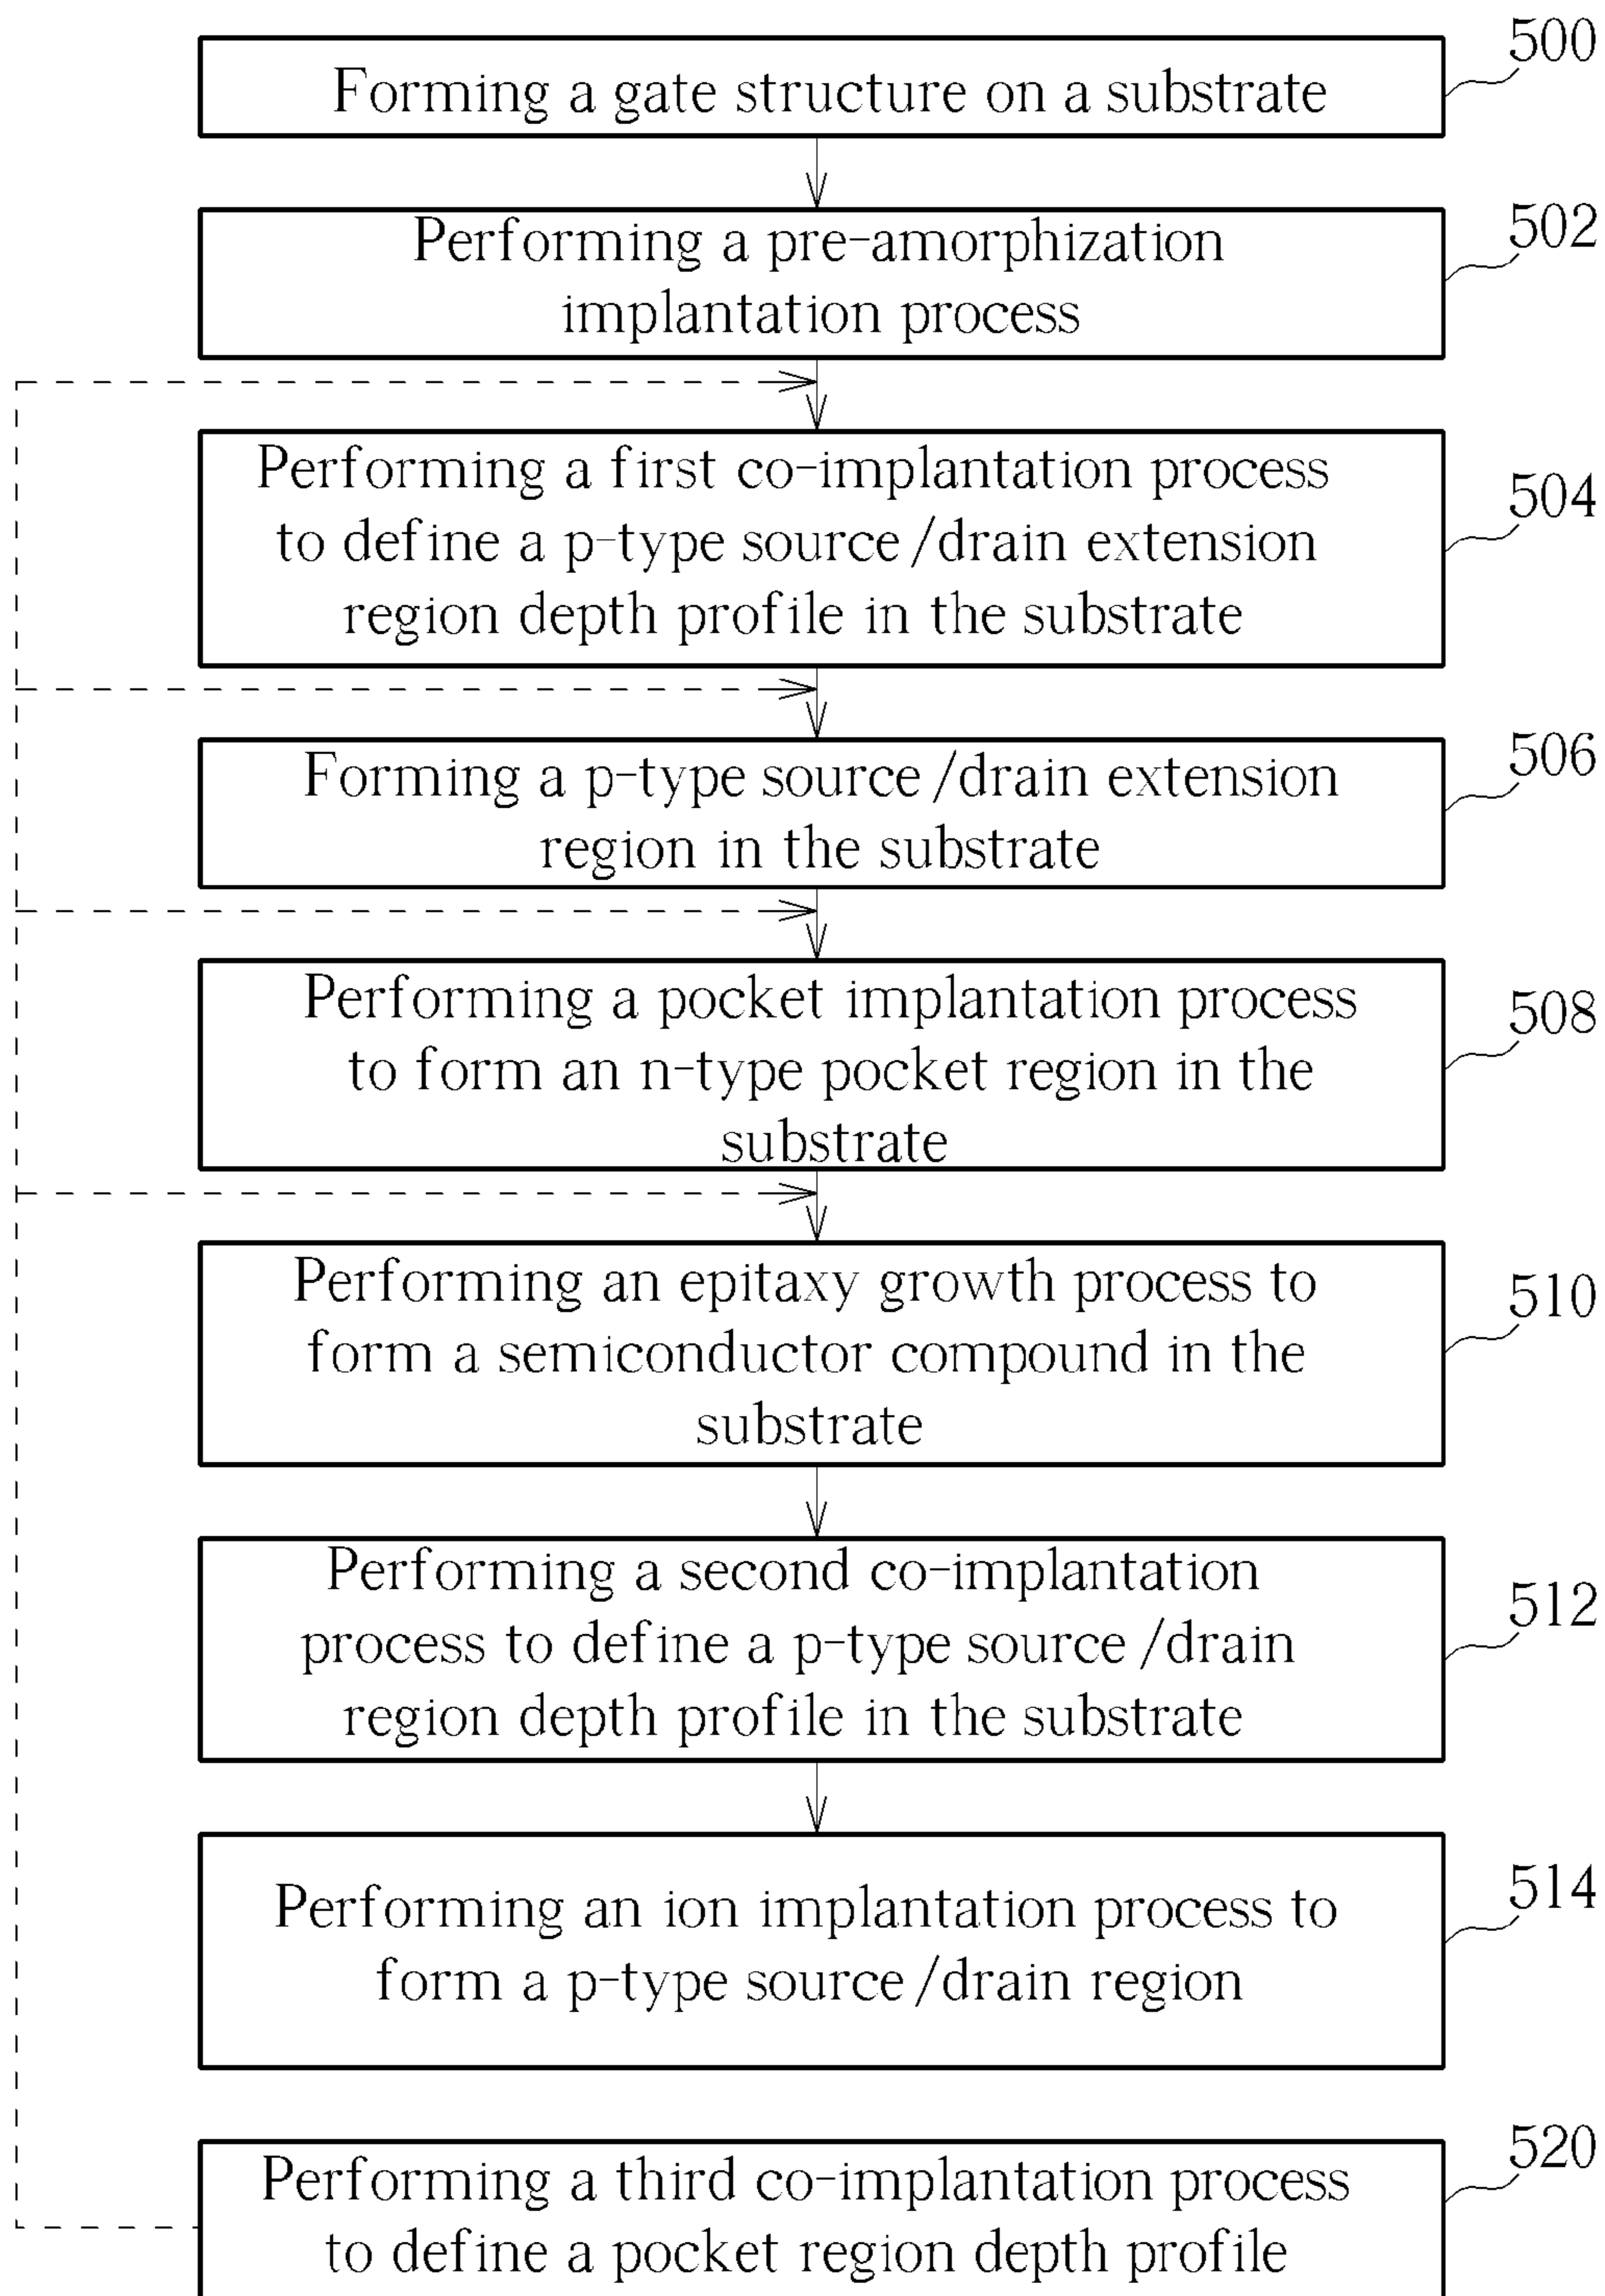 500
Forming a gate structure on a substrate
502
Performing a pre-amorphization
implantation process
504
Performing a first co-implantation process
to define a p-type source/drain extension
region depth profile in the substrate
506
Forming a p-type source/drain extension
region in the substrate
508
Performing a pocket implantation process
to form an n-type pocket region in the
substrate
510
Performing an epitaxy growth process to
form a semiconductor compound in the
substrate
512
Performing a second co-implantation
process to define a p-type source/drain
region depth profile in the substrate
514
Performing an ion implantation process to
form a p-type source/drain region
520
Performing a third co-implantation process
to define a pocket region depth profile